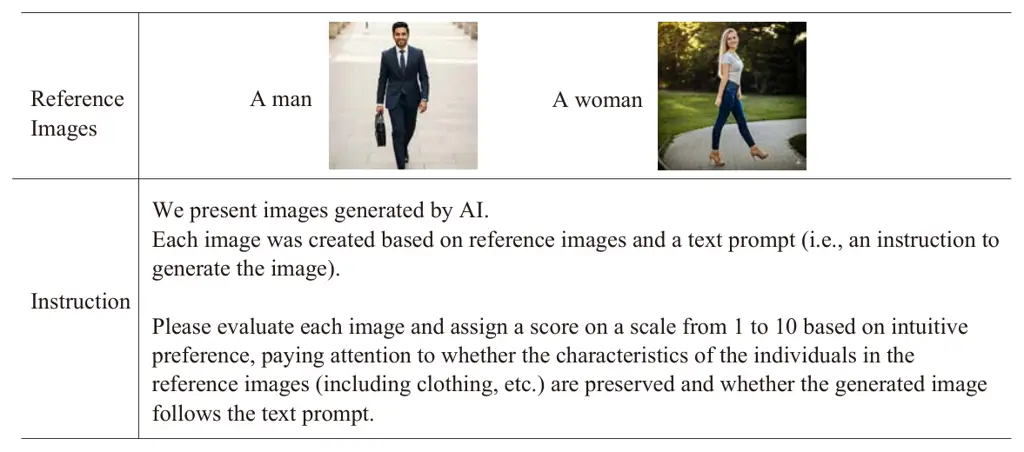 Reference
Images
A man
A woman
Instruction
We present images generated by AI.
Each image was created based on reference images and a text prompt (i.e., an instruction to
generate the image).
Please evaluate each image and assign a score on a scale from 1 to 10 based on intuitive
preference, paying attention to whether the characteristics of the individuals in the
reference images (including clothing, etc.) are preserved and whether the generated image
follows the text prompt.